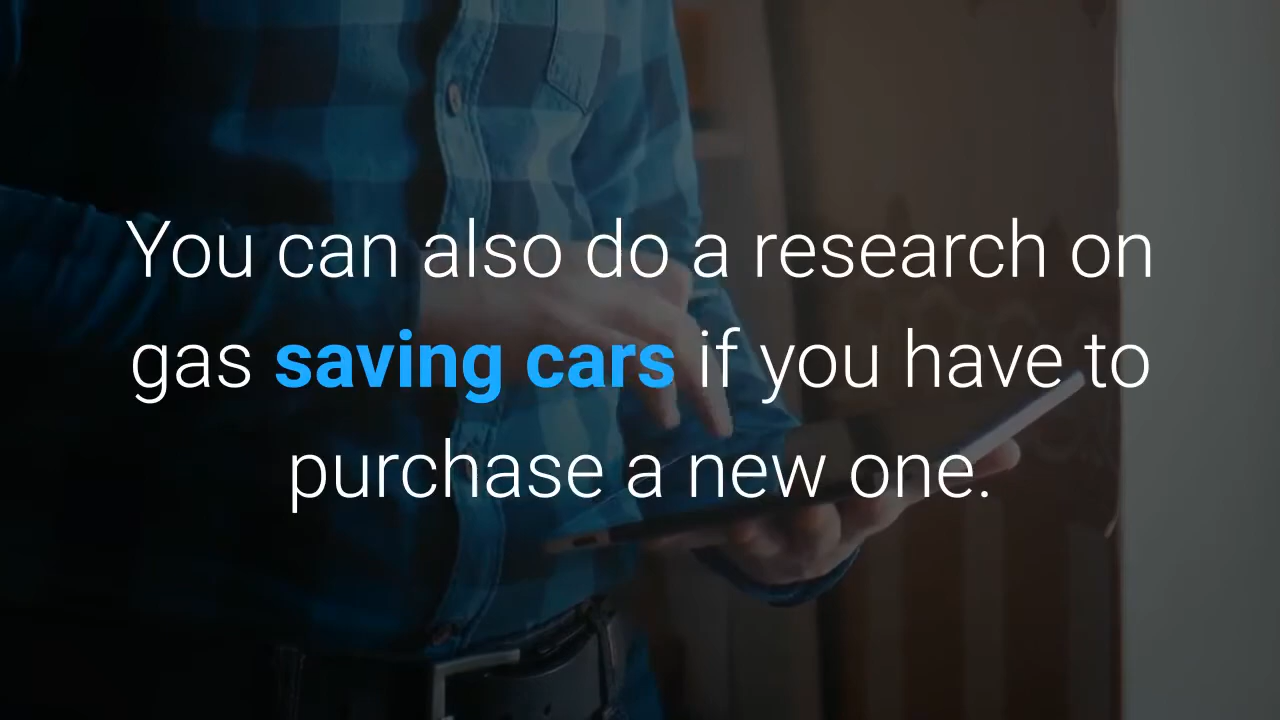 You can also do a research on
gas saving cars if you have to
purchase a new one.